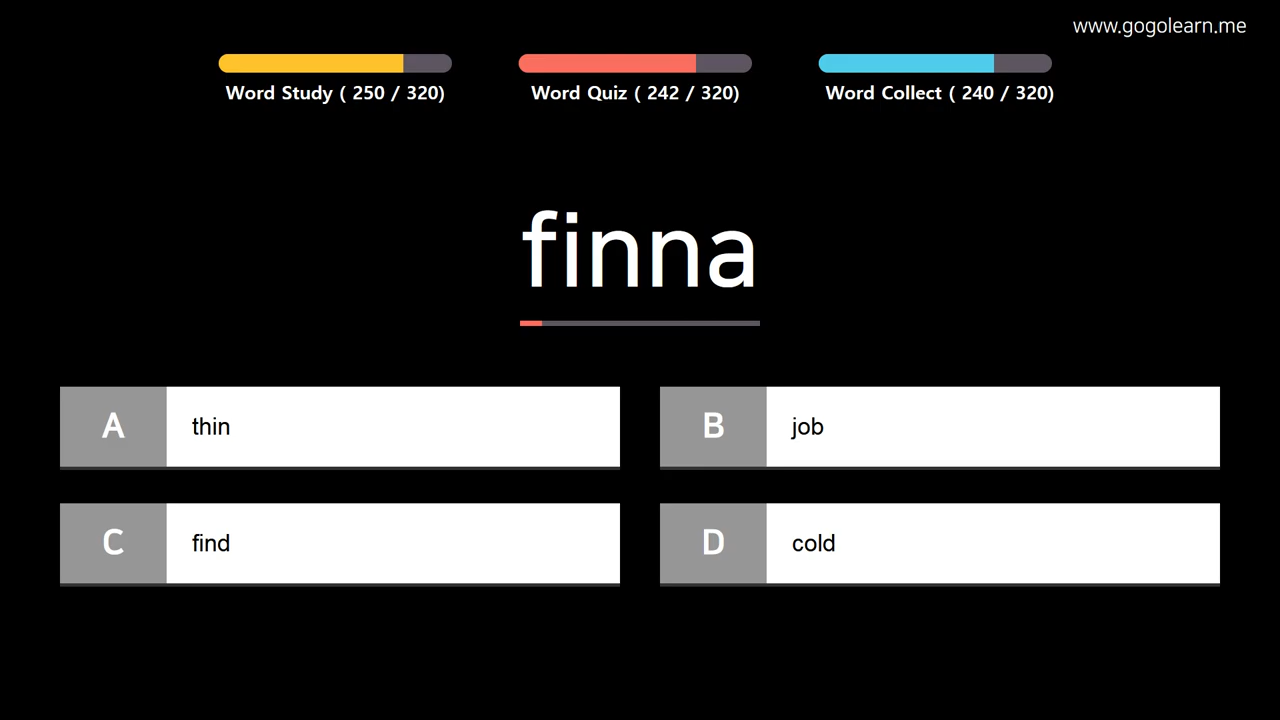 www.gogolearn.me
Word Study ( 250 / 320)
Word Quiz ( 242 / 320)
Word Collect ( 240 / 320)
finna
A thin
B job
C find
D cold